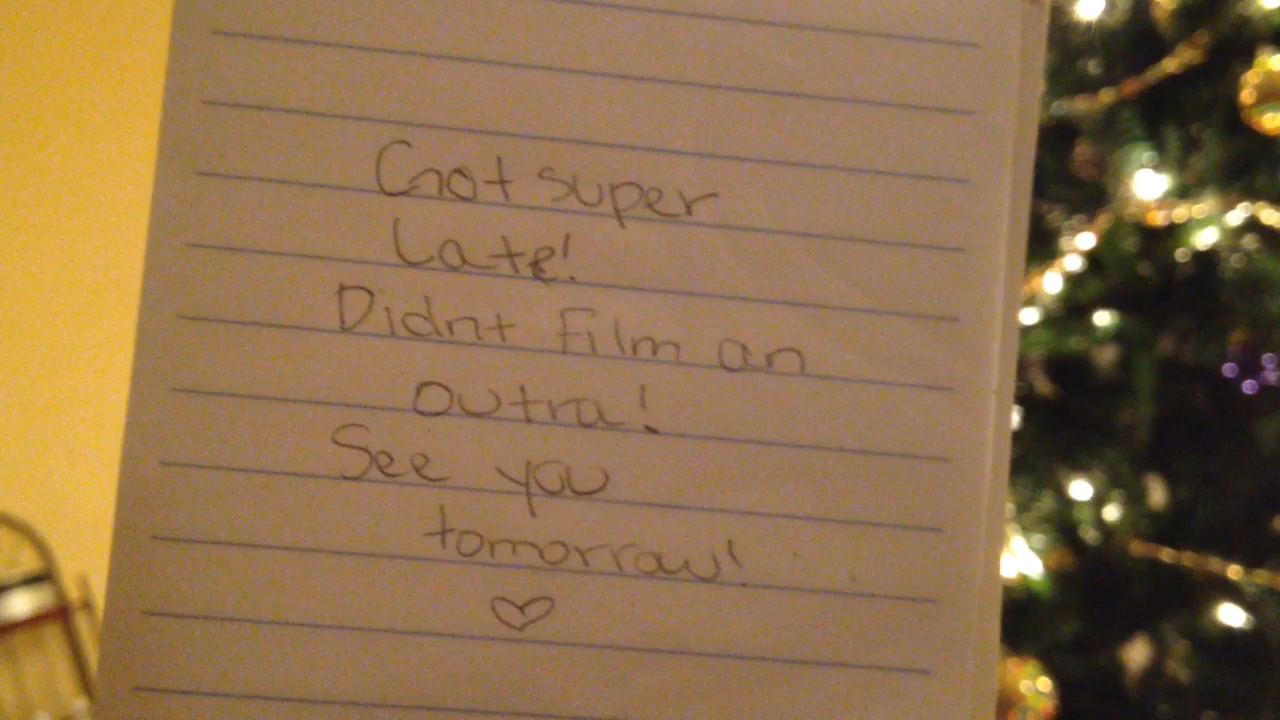 Got super
Late!
Didnt film an
outra!
See you
tomorrow!